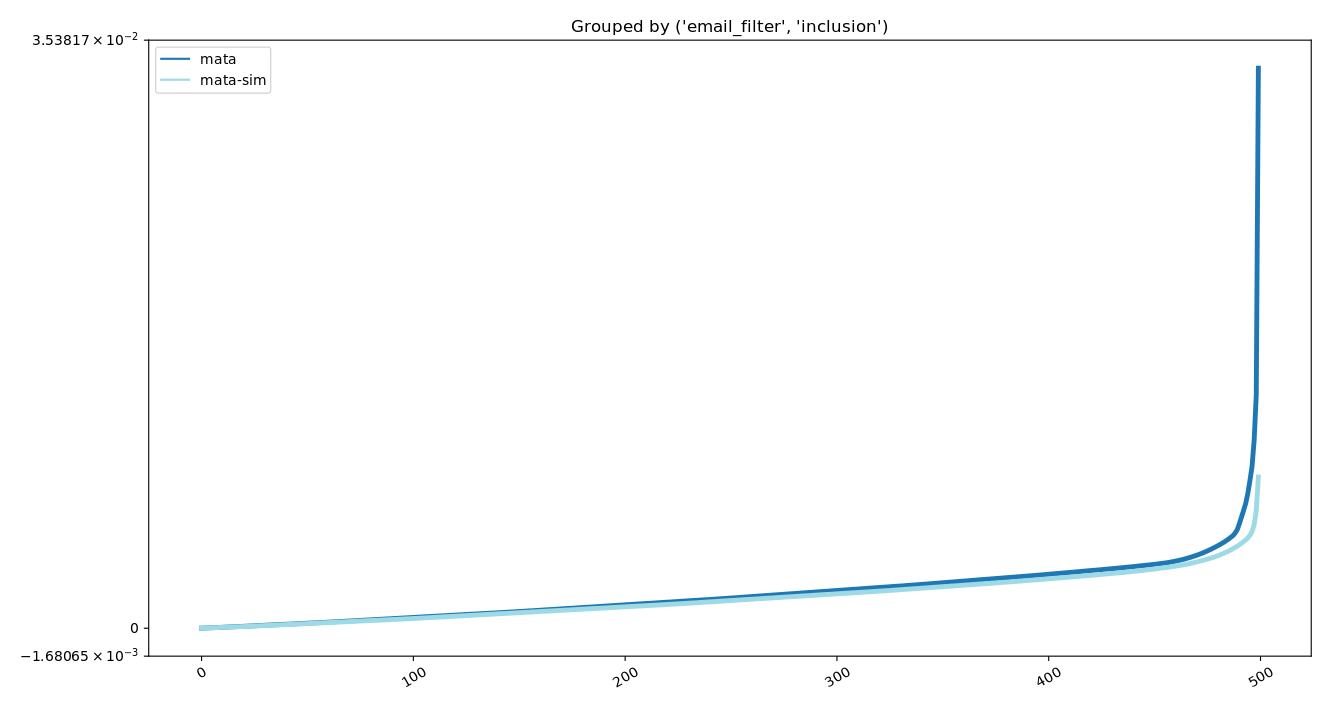 Grouped by ('email_filter', 'inclusion')
3.53817 × 10⁻²
mata
mata-sim
0
−1.68065 × 10⁻³
0
100
200
300
400
500